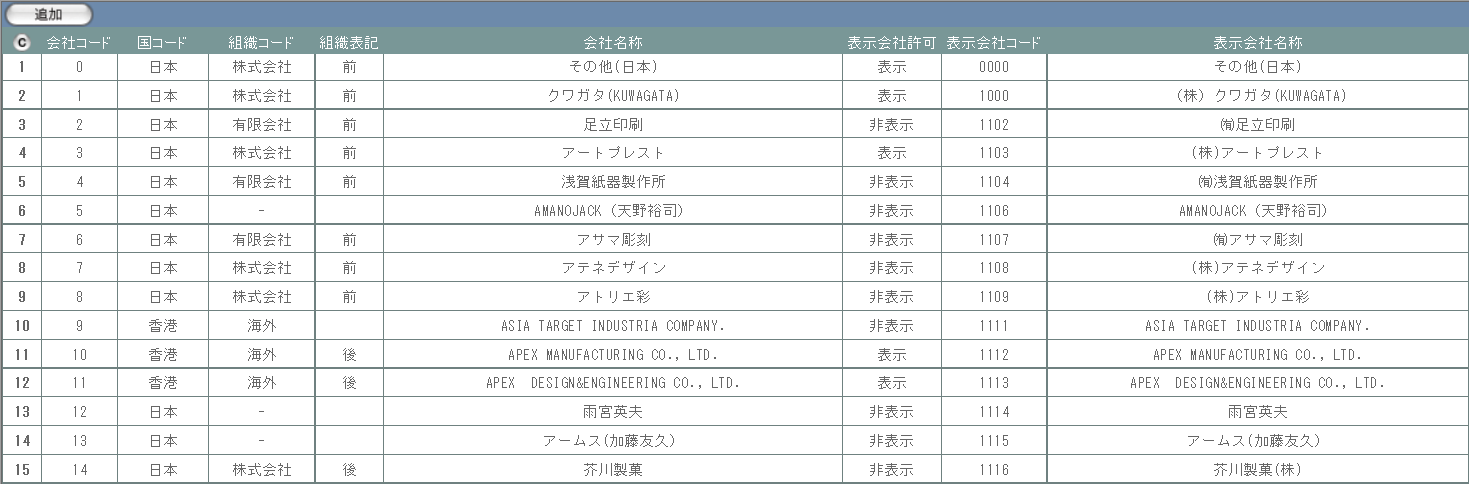 追加
C 会社コード 国コード 組織コード 組織表記 会社名称 表示会社許可 表示会社コード 表示会社名称
1 0 日本 株式会社 前 その他(日本) 表示 0000 その他(日本)
2 1 日本 株式会社 前 クワガタ(KUWAGATA) 表示 1000 (株) クワガタ(KUWAGATA)
3 2 日本 有限会社 前 足立印刷 非表示 1102 ㈲足立印刷
4 3 日本 株式会社 前 アートプレスト 表示 1103 (株)アートプレスト
5 4 日本 有限会社 前 浅賀紙器製作所 非表示 1104 ㈲浅賀紙器製作所
6 5 日本 - AMANOJACK (天野裕司) 非表示 1106 AMANOJACK (天野裕司)
7 6 日本 有限会社 前 アサマ彫刻 非表示 1107 ㈲アサマ彫刻
8 7 日本 株式会社 前 アテネデザイン 非表示 1108 (株)アテネデザイン
9 8 日本 株式会社 前 アトリエ彩 非表示 1109 (株)アトリエ彩
10 9 香港 海外 ASIA TARGET INDUSTRIA COMPANY. 非表示 1111 ASIA TARGET INDUSTRIA COMPANY.
11 10 香港 海外 後 APEX MANUFACTURING CO., LTD. 表示 1112 APEX MANUFACTURING CO., LTD.
12 11 香港 海外 後 APEX  DESIGN&ENGINEERING CO., LTD. 表示 1113 APEX  DESIGN&ENGINEERING CO., LTD.
13 12 日本 - 雨宮英夫 非表示 1114 雨宮英夫
14 13 日本 - アームス(加藤友久) 非表示 1115 アームス(加藤友久)
15 14 日本 株式会社 後 芥川製菓 非表示 1116 芥川製菓(株)